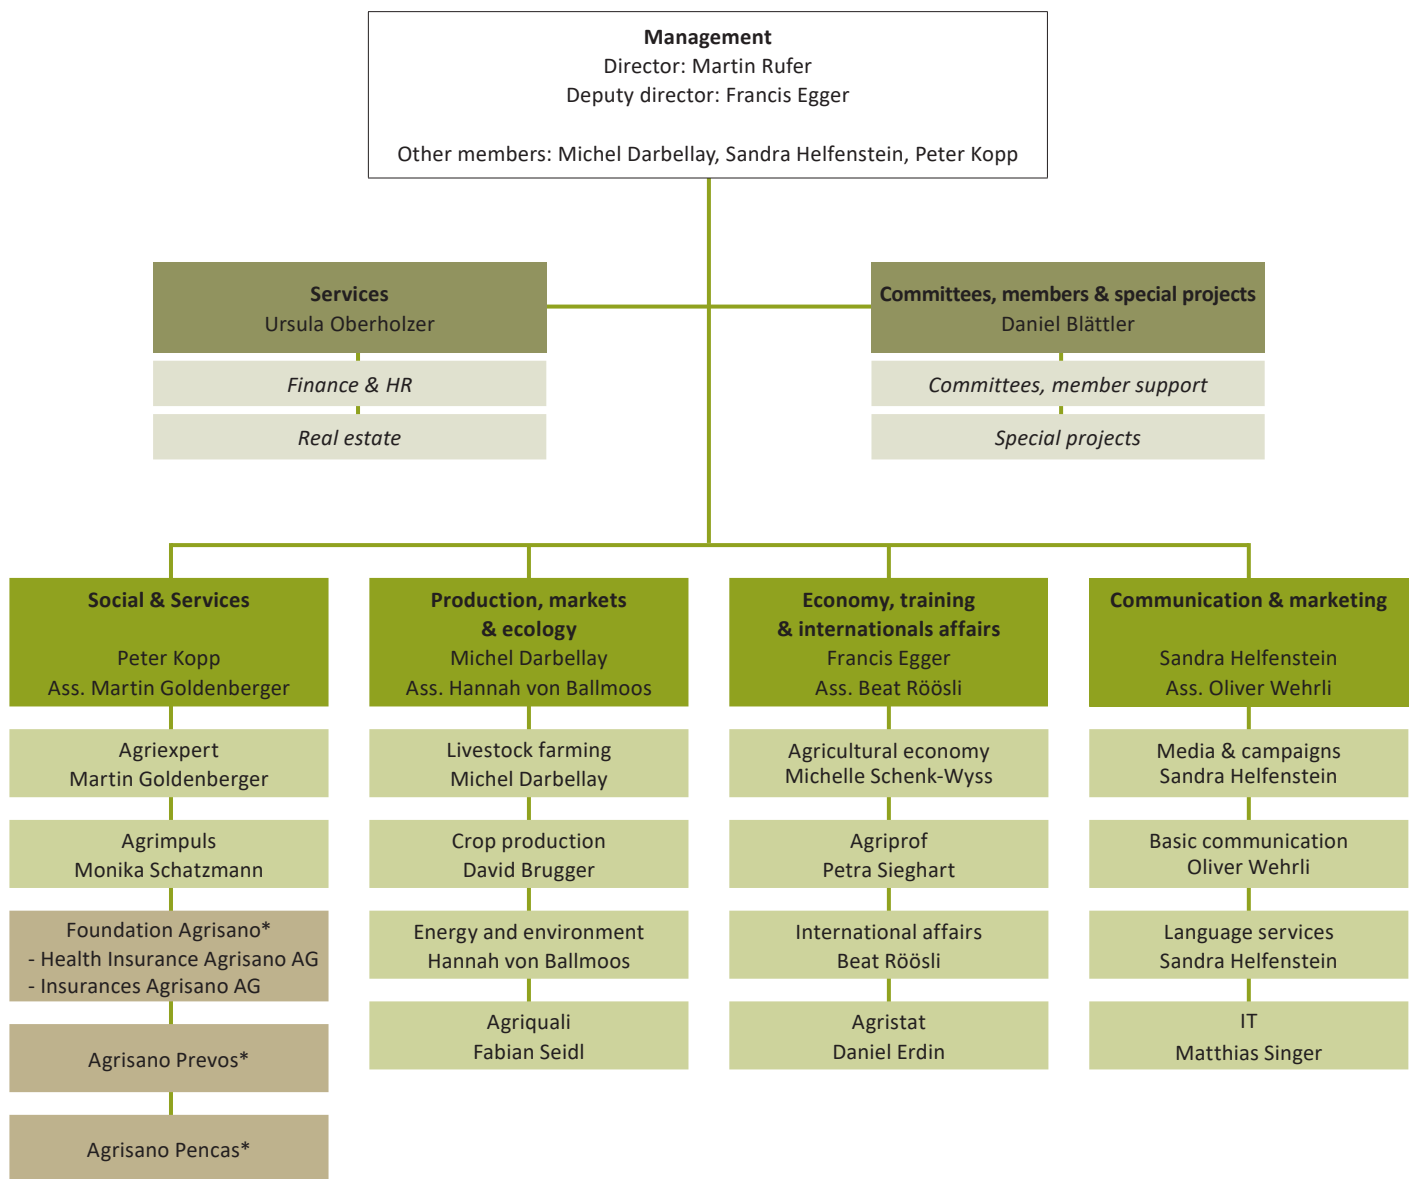 Management
Director: Martin Rufer
Deputy director: Francis Egger
Other members: Michel Darbellay, Sandra Helfenstein, Peter Kopp
Services
Ursula Oberholzer
Finance & HR
Real estate
Committees, members & special projects
Daniel Blättler
Committees, member support
Special projects
Social & Services
Peter Kopp
Ass. Martin Goldenberger
Agriexpert
Martin Goldenberger
Agrimpuls
Monika Schatzmann
Foundation Agrisano*
- Health Insurance Agrisano AG
- Insurances Agrisano AG
Agrisano Prevos*
Agrisano Pencas*
Production, markets
& ecology
Michel Darbellay
Ass. Hannah von Ballmoos
Livestock farming
Michel Darbellay
Crop production
David Brugger
Energy and environment
Hannah von Ballmoos
Agriquali
Fabian Seidl
Economy, training
& internationals affairs
Francis Egger
Ass. Beat Röösli
Agricultural economy
Michelle Schenk-Wyss
Agriprof
Petra Sieghart
International affairs
Beat Röösli
Agristat
Daniel Erdin
Communication & marketing
Sandra Helfenstein
Ass. Oliver Wehrli
Media & campaigns
Sandra Helfenstein
Basic communication
Oliver Wehrli
Language services
Sandra Helfenstein
IT
Matthias Singer